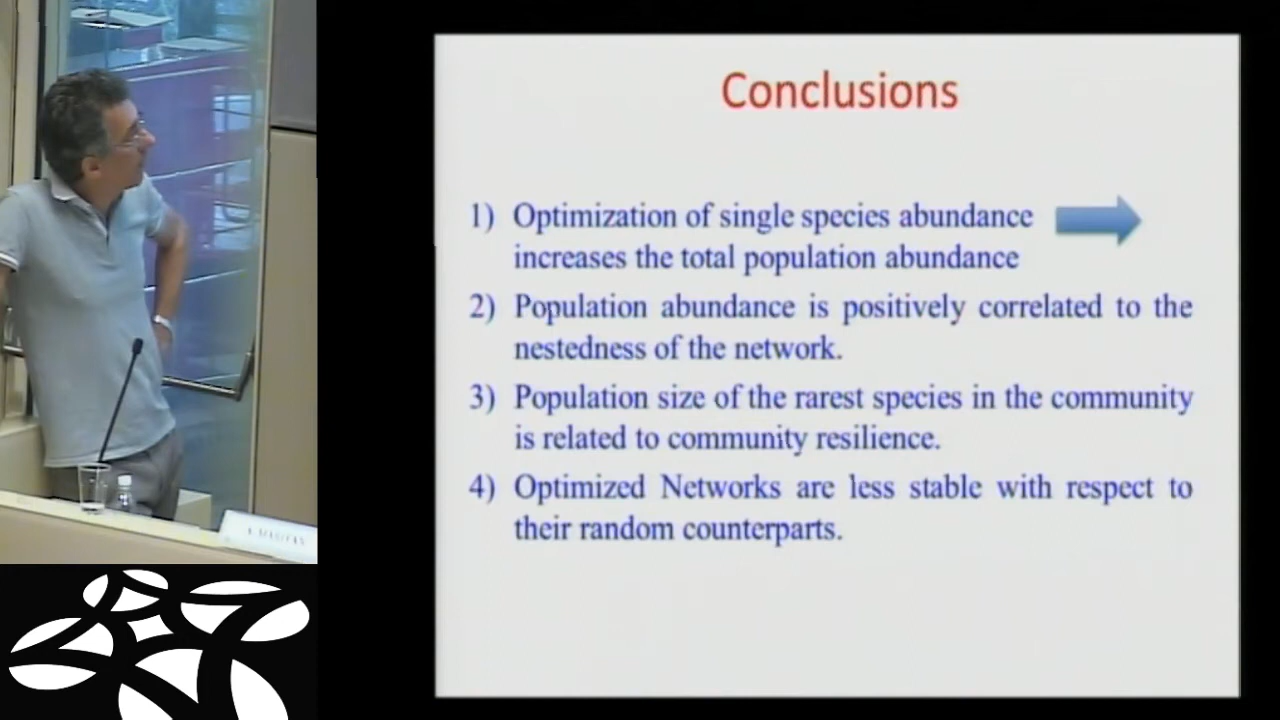 Conclusions
1) Optimization of single species abundance
increases the total population abundance
2) Population abundance is positively correlated to the
nestedness of the network.
3) Population size of the rarest species in the community
is related to community resilience.
4) Optimized Networks are less stable with respect to
their random counterparts.